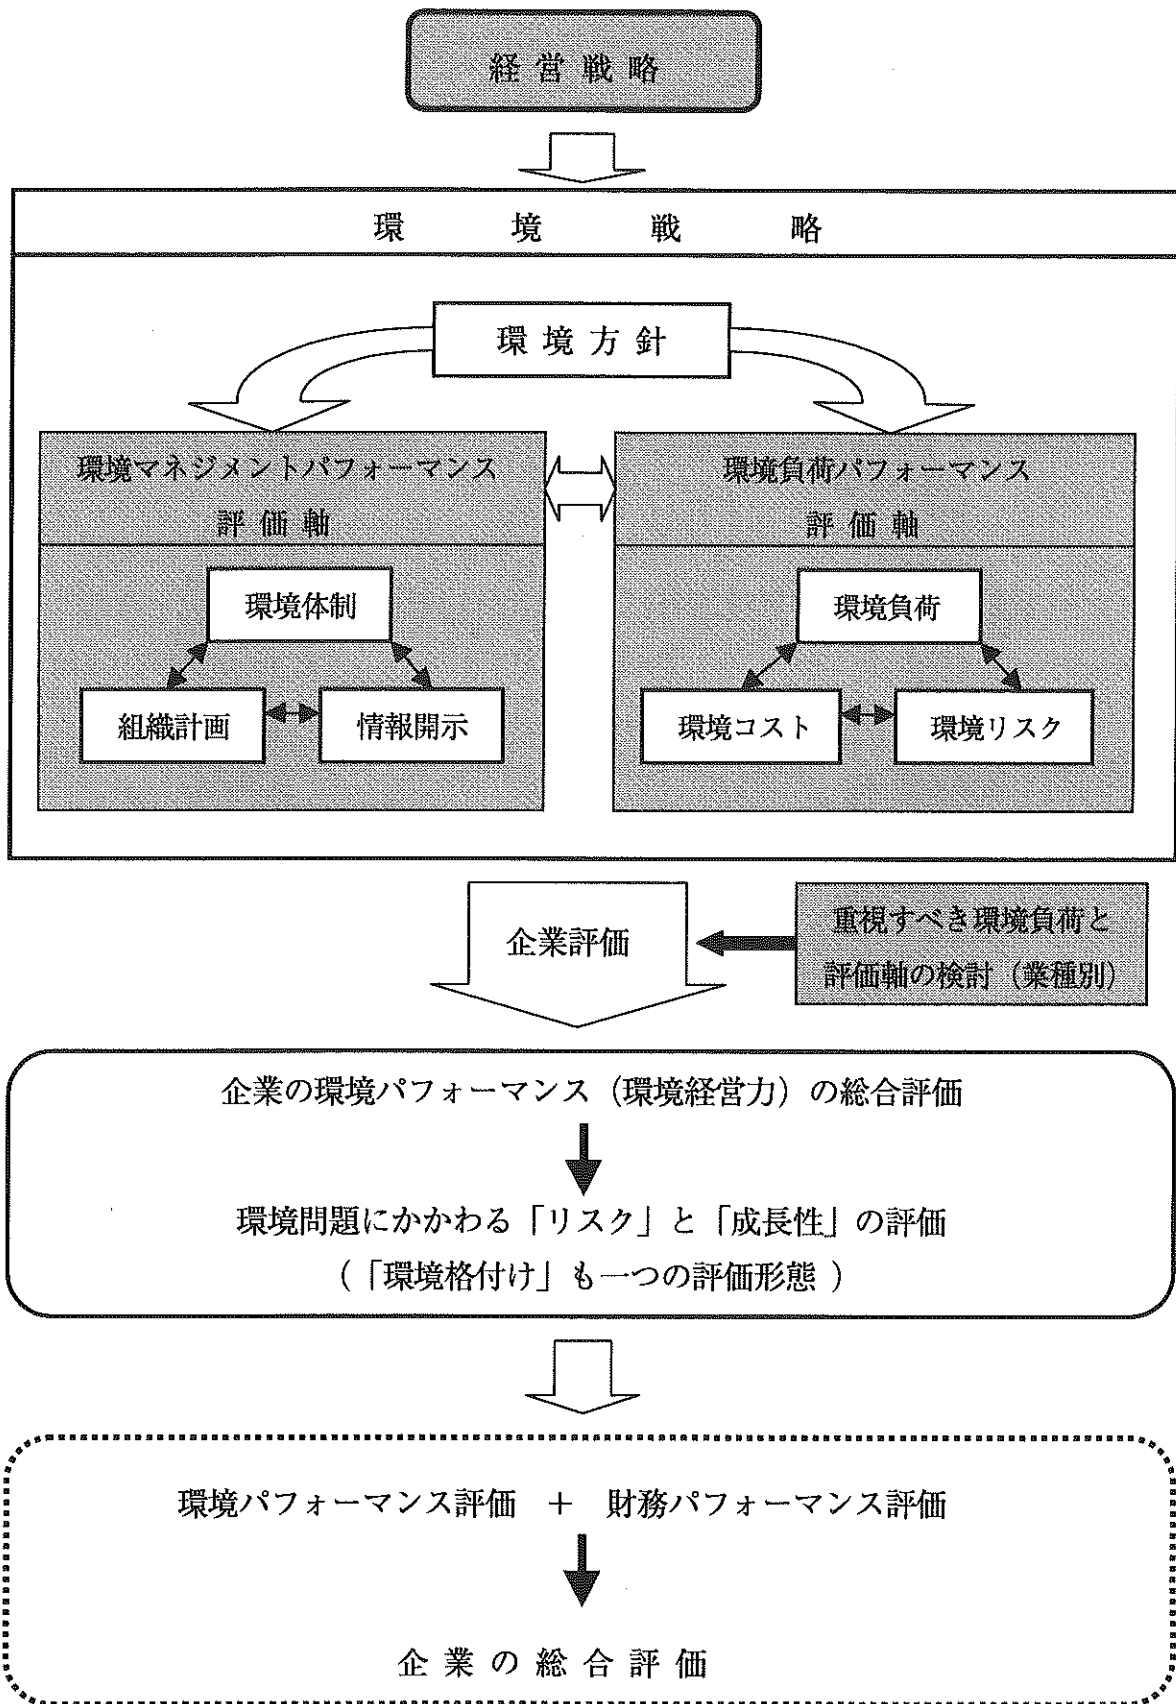 経営戦略
環境戦略
環境方針
環境マネジメントパフォーマンス
評価軸
環境体制
組織計画
情報開示
環境負荷パフォーマンス
評価軸
環境負荷
環境コスト
環境リスク
企業評価
重視すべき環境負荷と
評価軸の検討（業種別）
企業の環境パフォーマンス（環境経営力）の総合評価
環境問題にかかわる「リスク」と「成長性」の評価
（「環境格付け」も一つの評価形態）
環境パフォーマンス評価 + 財務パフォーマンス評価
企業の総合評価